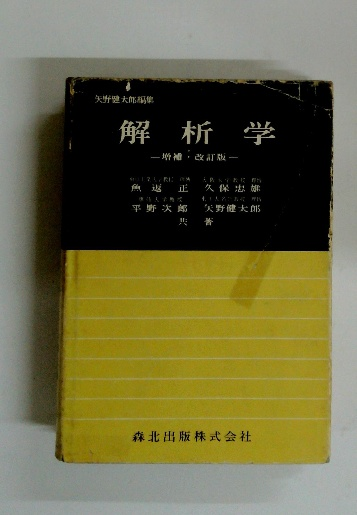 矢野健太郎編集
解析学
—増補・改訂版—
魚返 正 久保忠雄
平野次郎 矢野健太郎
共著
森北出版株式会社